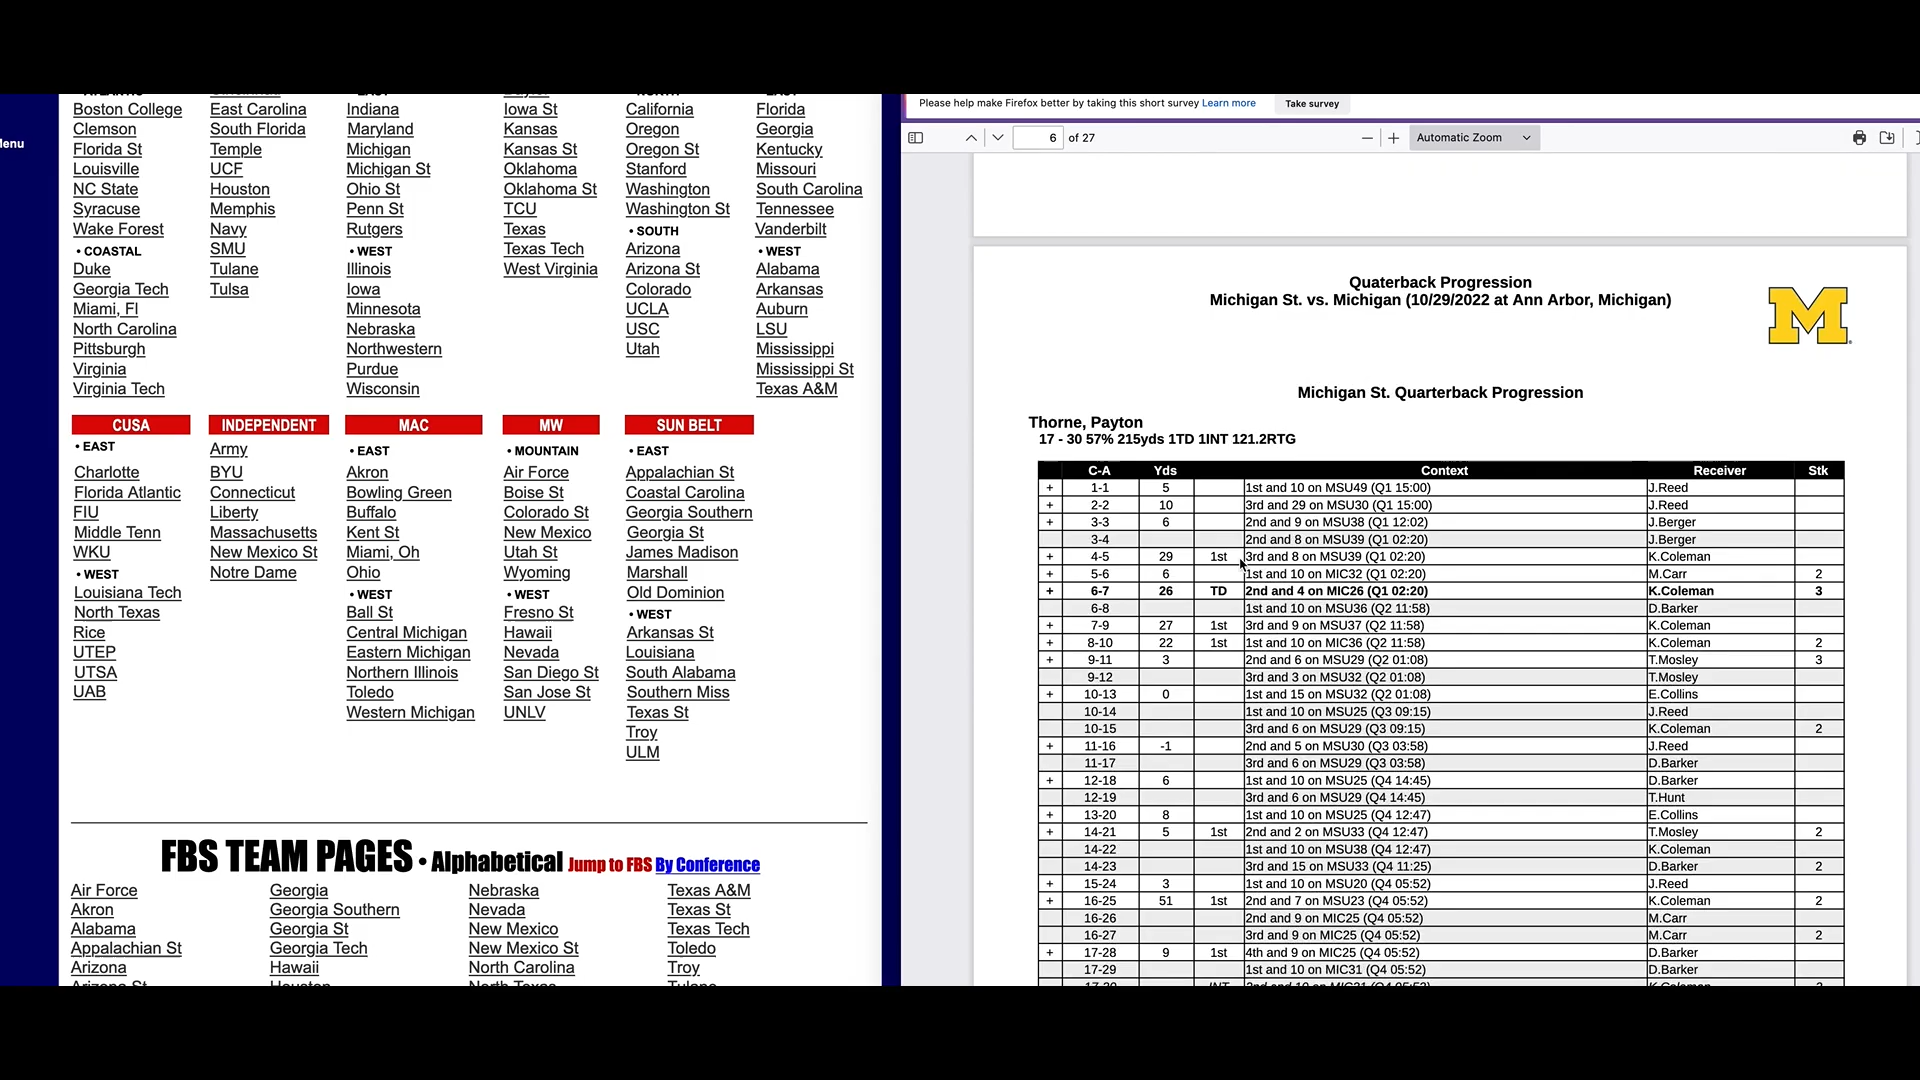 Menu
Boston College
Clemson
Florida St
Louisville
NC State
Syracuse
Wake Forest
• COASTAL
Duke
Georgia Tech
Miami, Fl
North Carolina
Pittsburgh
Virginia
Virginia Tech
East Carolina
South Florida
Temple
UCF
Houston
Memphis
Navy
SMU
Tulane
Tulsa
Indiana
Maryland
Michigan
Michigan St
Ohio St
Penn St
Rutgers
• WEST
Illinois
Iowa
Minnesota
Nebraska
Northwestern
Purdue
Wisconsin
Iowa St
Kansas
Kansas St
Oklahoma
Oklahoma St
TCU
Texas
Texas Tech
West Virginia
California
Oregon
Oregon St
Stanford
Washington
Washington St
• SOUTH
Arizona
Arizona St
Colorado
UCLA
USC
Utah
Florida
Georgia
Kentucky
Missouri
South Carolina
Tennessee
Vanderbilt
• WEST
Alabama
Arkansas
Auburn
LSU
Mississippi
Mississippi St
Texas A&M
CUSA
• EAST
Charlotte
Florida Atlantic
FIU
Middle Tenn
WKU
• WEST
Louisiana Tech
North Texas
Rice
UTEP
UTSA
UAB
INDEPENDENT
Army
BYU
Connecticut
Liberty
Massachusetts
New Mexico St
Notre Dame
MAC
• EAST
Akron
Bowling Green
Buffalo
Kent St
Miami, Oh
Ohio
• WEST
Ball St
Central Michigan
Eastern Michigan
Northern Illinois
Toledo
Western Michigan
MW
• MOUNTAIN
Air Force
Boise St
Colorado St
New Mexico
Utah St
Wyoming
• WEST
Fresno St
Hawaii
Nevada
San Diego St
San Jose St
UNLV
SUN BELT
• EAST
Appalachian St
Coastal Carolina
Georgia Southern
Georgia St
James Madison
Marshall
Old Dominion
• WEST
Arkansas St
Louisiana
South Alabama
Southern Miss
Texas St
Troy
ULM
FBS TEAM PAGES • Alphabetical Jump to FBS By Conference
Air Force
Akron
Alabama
Appalachian St
Arizona
Arizona St
Georgia
Georgia Southern
Georgia St
Georgia Tech
Hawaii
Houston
Nebraska
Nevada
New Mexico
New Mexico St
North Carolina
North Texas
Texas A&M
Texas St
Texas Tech
Toledo
Troy
Tulane
Please help make Firefox better by taking this short survey Learn more Take survey
6 of 27 Automatic Zoom
Quaterback Progression
Michigan St. vs. Michigan (10/29/2022 at Ann Arbor, Michigan)
M
Michigan St. Quarterback Progression
Thorne, Payton
17 - 30 57% 215yds 1TD 1INT 121.2RTG
C-A Yds Context Receiver Stk
+ 1-1 5 1st and 10 on MSU49 (Q1 15:00) J.Reed
+ 2-2 10 3rd and 29 on MSU30 (Q1 15:00) J.Reed
+ 3-3 6 2nd and 9 on MSU38 (Q1 12:02) J.Berger
3-4 2nd and 8 on MSU39 (Q1 02:20) J.Berger
+ 4-5 29 1st 3rd and 8 on MSU39 (Q1 02:20) K.Coleman
+ 5-6 6 1st and 10 on MIC32 (Q1 02:20) M.Carr 2
+ 6-7 26 TD 2nd and 4 on MIC26 (Q1 02:20) K.Coleman 3
6-8 1st and 10 on MSU36 (Q2 11:58) D.Barker
+ 7-9 27 1st 3rd and 9 on MSU37 (Q2 11:58) K.Coleman
+ 8-10 22 1st 1st and 10 on MIC36 (Q2 11:58) K.Coleman 2
+ 9-11 3 2nd and 6 on MSU29 (Q2 01:08) T.Mosley 3
9-12 3rd and 3 on MSU32 (Q2 01:08) T.Mosley
+ 10-13 0 1st and 15 on MSU32 (Q2 01:08) E.Collins
10-14 1st and 10 on MSU25 (Q3 09:15) J.Reed
10-15 3rd and 6 on MSU29 (Q3 09:15) K.Coleman 2
+ 11-16 -1 2nd and 5 on MSU30 (Q3 03:58) J.Reed
11-17 3rd and 6 on MSU29 (Q3 03:58) D.Barker
+ 12-18 6 1st and 10 on MSU25 (Q4 14:45) D.Barker
12-19 3rd and 6 on MSU29 (Q4 14:45) T.Hunt
+ 13-20 8 1st and 10 on MSU25 (Q4 12:47) E.Collins
+ 14-21 5 1st 2nd and 2 on MSU33 (Q4 12:47) T.Mosley 2
14-22 1st and 10 on MSU38 (Q4 12:47) K.Coleman
14-23 3rd and 15 on MSU33 (Q4 11:25) D.Barker 2
+ 15-24 3 1st and 10 on MSU20 (Q4 05:52) J.Reed
+ 16-25 51 1st 2nd and 7 on MSU23 (Q4 05:52) K.Coleman 2
16-26 2nd and 9 on MIC25 (Q4 05:52) M.Carr
16-27 3rd and 9 on MIC25 (Q4 05:52) M.Carr 2
+ 17-28 9 1st 4th and 9 on MIC25 (Q4 05:52) D.Barker
17-29 1st and 10 on MIC31 (Q4 05:52) D.Barker
17-30 INT 2nd and 10 on MIC31 (Q4 05:52) K.Coleman